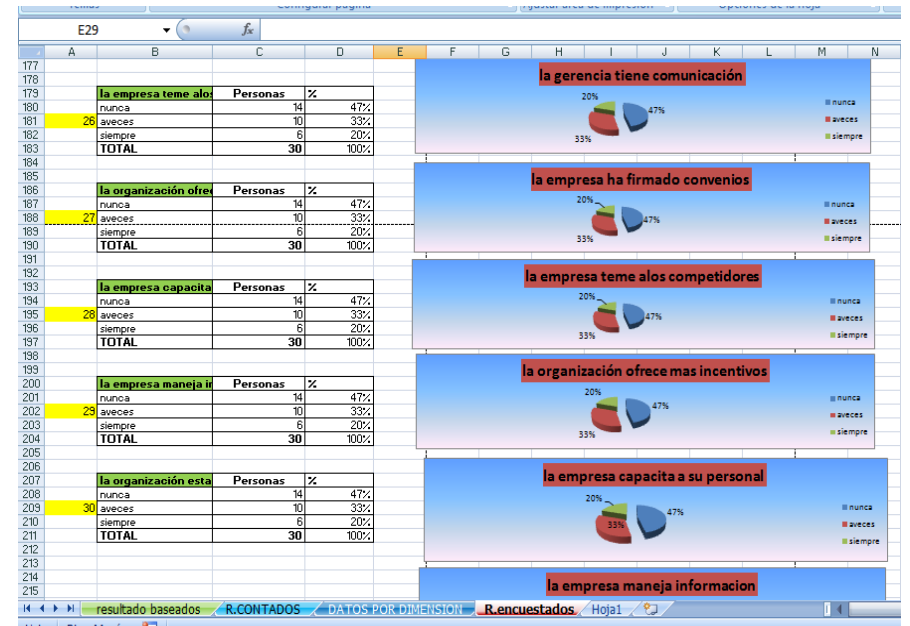 Configurar página
Opciones de la hoja
E29
fx
A B C D E F G H I J K L M N
177
la gerencia tiene comunicación
178
179 la empresa teme alos Personas %
180 nunca 14 47%
181 26 aveces 10 33%
182 siempre 6 20%
183 TOTAL 30 100%
20%
47%
33%
nunca
aveces
siempre
184
185
la empresa ha firmado convenios
186 la organización ofre Personas %
187 nunca 14 47%
188 27 aveces 10 33%
189 siempre 6 20%
190 TOTAL 30 100%
20%
47%
33%
nunca
aveces
siempre
191
192
la empresa teme alos competidores
193 la empresa capacita Personas %
194 nunca 14 47%
195 28 aveces 10 33%
196 siempre 6 20%
197 TOTAL 30 100%
20%
47%
33%
nunca
aveces
siempre
198
199
la organización ofrece mas incentivos
200 la empresa maneja in Personas %
201 nunca 14 47%
202 29 aveces 10 33%
203 siempre 6 20%
204 TOTAL 30 100%
20%
47%
33%
nunca
aveces
siempre
205
206
la empresa capacita a su personal
207 la organización esta Personas %
208 nunca 14 47%
209 30 aveces 10 33%
210 siempre 6 20%
211 TOTAL 30 100%
20%
47%
33%
nunca
aveces
siempre
212
213
214
215
la empresa maneja informacion
resultado baseados R.CONTADOS DATOS POR DIMENSION R.encuestados Hoja1